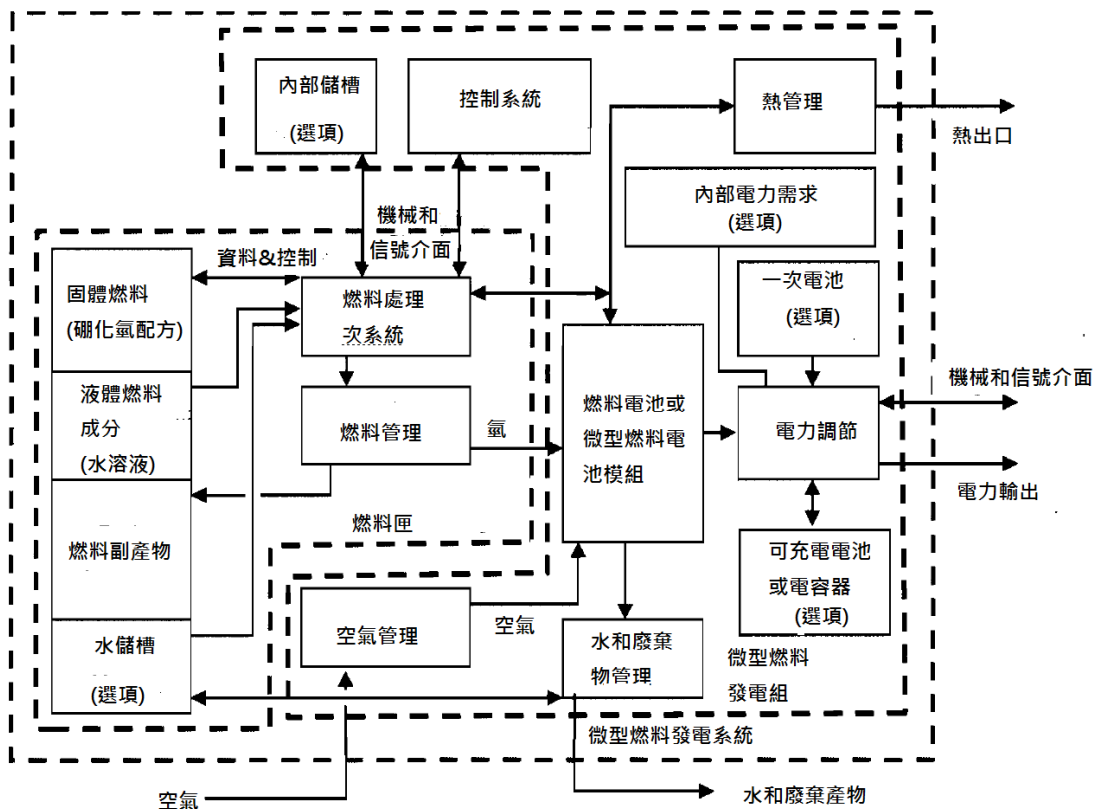 內部儲槽
(選項)
控制系統
熱管理
熱出口
內部電力需求
(選項)
機械和
信號介面
資料&控制
固體燃料
(硼化氫配方)
燃料處理
次系統
一次電池
(選項)
液體燃料
成分
(水溶液)
燃料管理
氫
燃料電池或
微型燃料電
池模組
電力調節
機械和信號介面
電力輸出
燃料匣
燃料副產物
可充電電池
或電容器
(選項)
空氣管理
空氣
水儲槽
(選項)
水和廢棄
物管理
微型燃料
發電組
微型燃料發電系統
空氣
水和廢棄產物